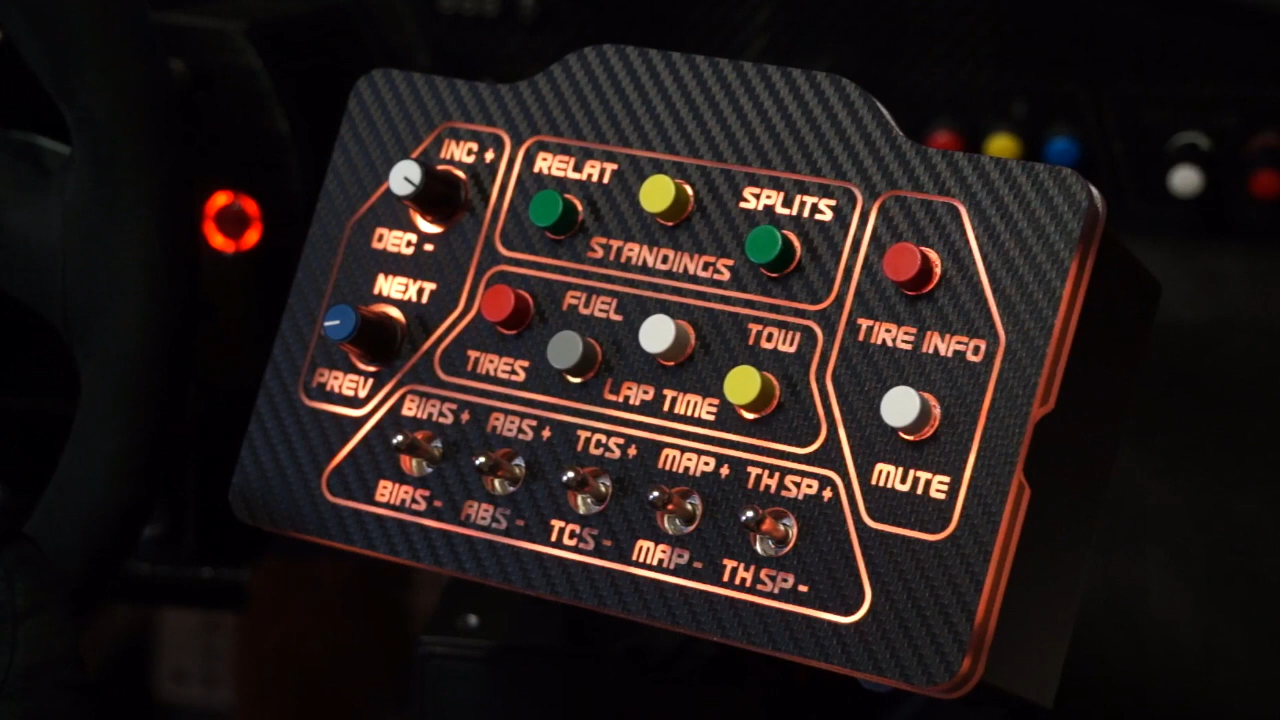 INC +
DEC -
NEXT
PREV
RELAT
STANDINGS
SPLITS
TIRES
FUEL
LAP TIME
TOW
TIRE INFO
MUTE
BIAS +
ABS +
TCS +
MAP +
TH SP +
BIAS -
ABS -
TCS -
MAP -
TH SP -